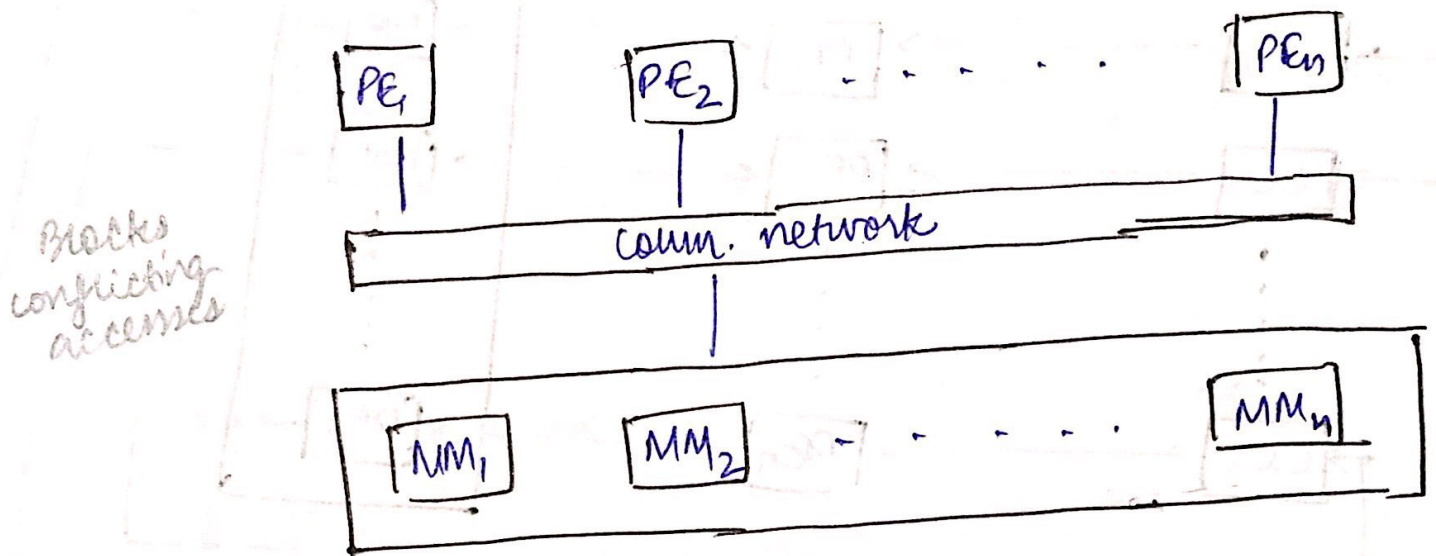 PE₁ PE₂ . . . . . PEₙ
comm. network
Blocks
conflicting
accesses
MM₁ MM₂ - - - - . MMₙ